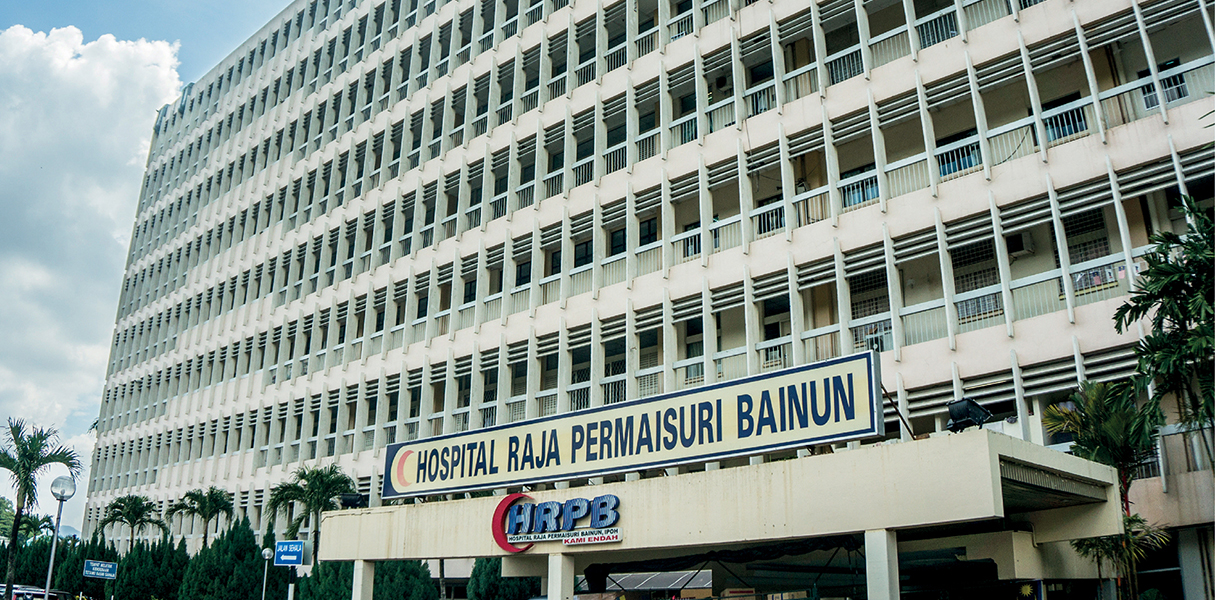 HOSPITAL RAJA PERMAISURI BAINUN
HRPB
HOSPITAL RAJA PERMAISURI BAINUN, IPOH
KAMI ENDAH
JALAN SEHALA